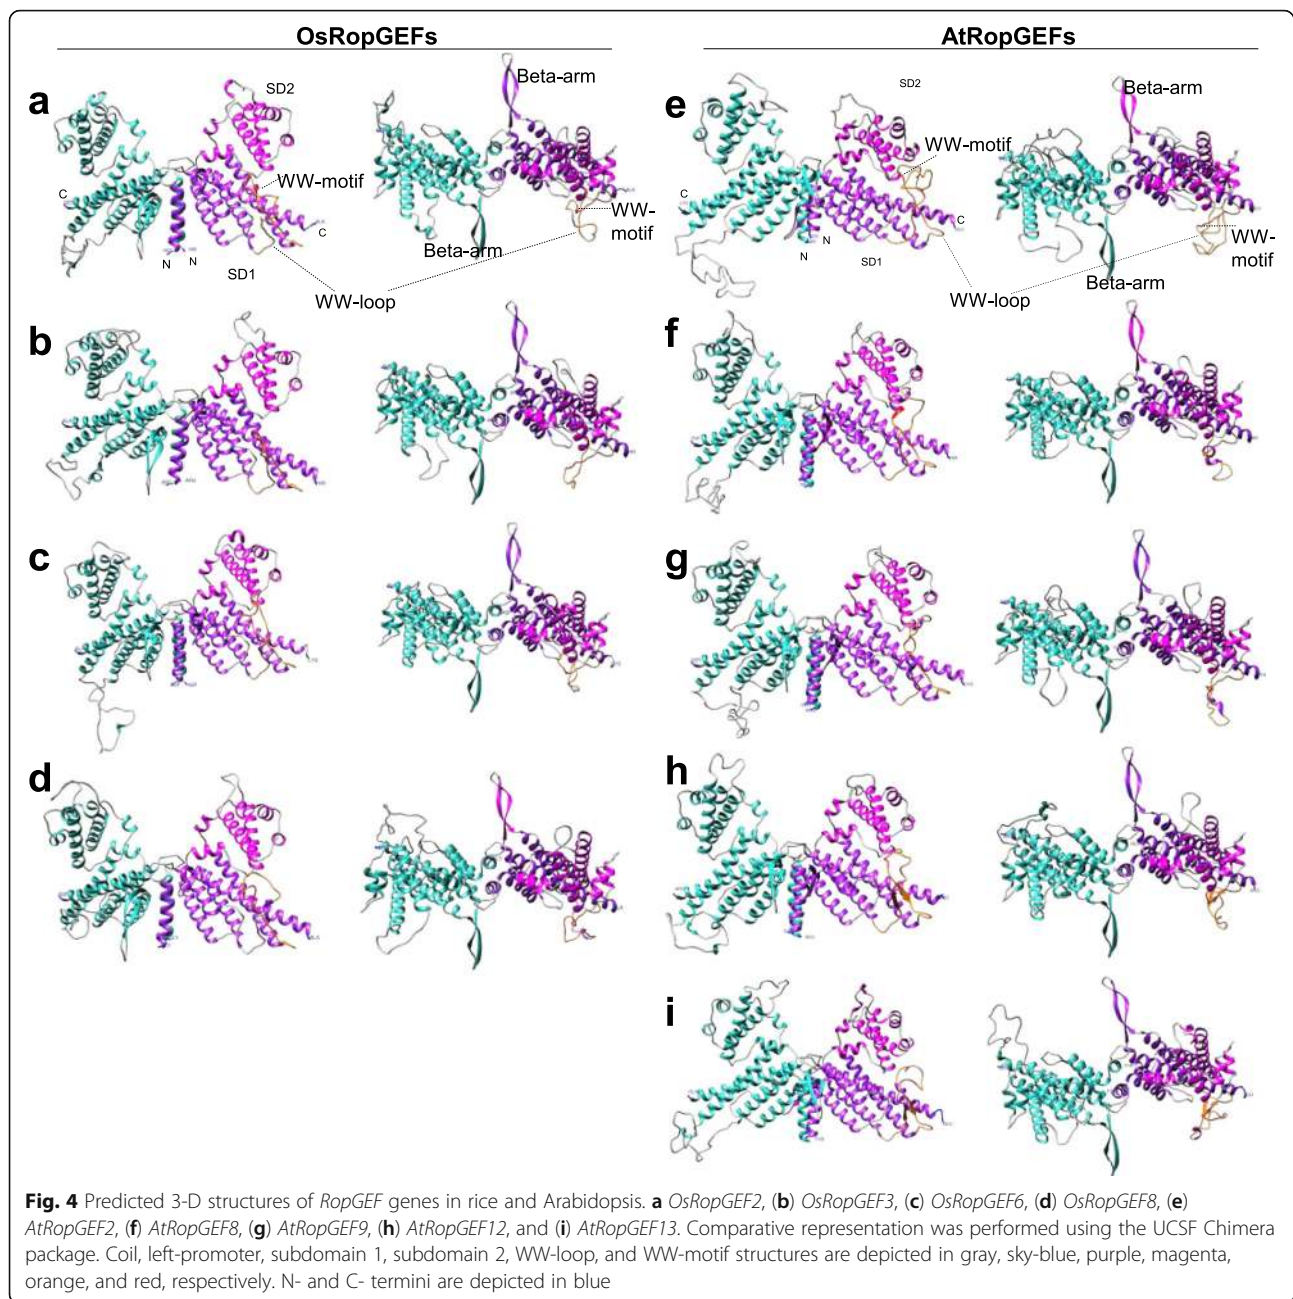 OsRopGEFs
AtRopGEFs
a
SD2
Beta-arm
WW-motif
WW-
motif
C
C
N
N
SD1
Beta-arm
WW-loop
e
SD2
Beta-arm
WW-motif
C
C
N
SD1
WW-
motif
WW-loop
Beta-arm
b
f
c
g
d
h
i
Fig. 4 Predicted 3-D structures of RopGEF genes in rice and Arabidopsis. a OsRopGEF2, (b) OsRopGEF3, (c) OsRopGEF6, (d) OsRopGEF8, (e)
AtRopGEF2, (f) AtRopGEF8, (g) AtRopGEF9, (h) AtRopGEF12, and (i) AtRopGEF13. Comparative representation was performed using the UCSF Chimera
package. Coil, left-promoter, subdomain 1, subdomain 2, WW-loop, and WW-motif structures are depicted in gray, sky-blue, purple, magenta,
orange, and red, respectively. N- and C- termini are depicted in blue